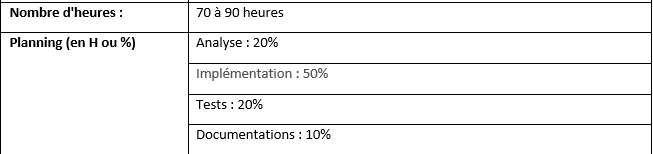 Nombre d'heures : 70 à 90 heures
Planning (en H ou %) Analyse : 20%
Implémentation : 50%
Tests : 20%
Documentations : 10%